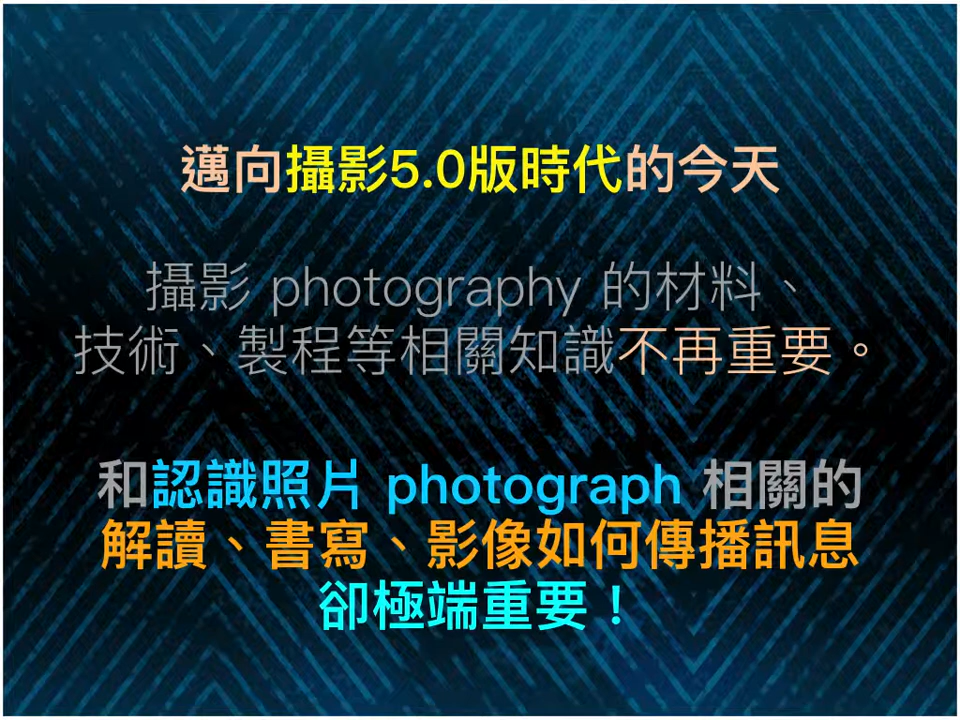 邁向攝影5.0版時代的今天
攝影 photography 的材料、
技術、製程等相關知識不再重要。
和認識照片 photograph 相關的
解讀、書寫、影像如何傳播訊息
卻極端重要！